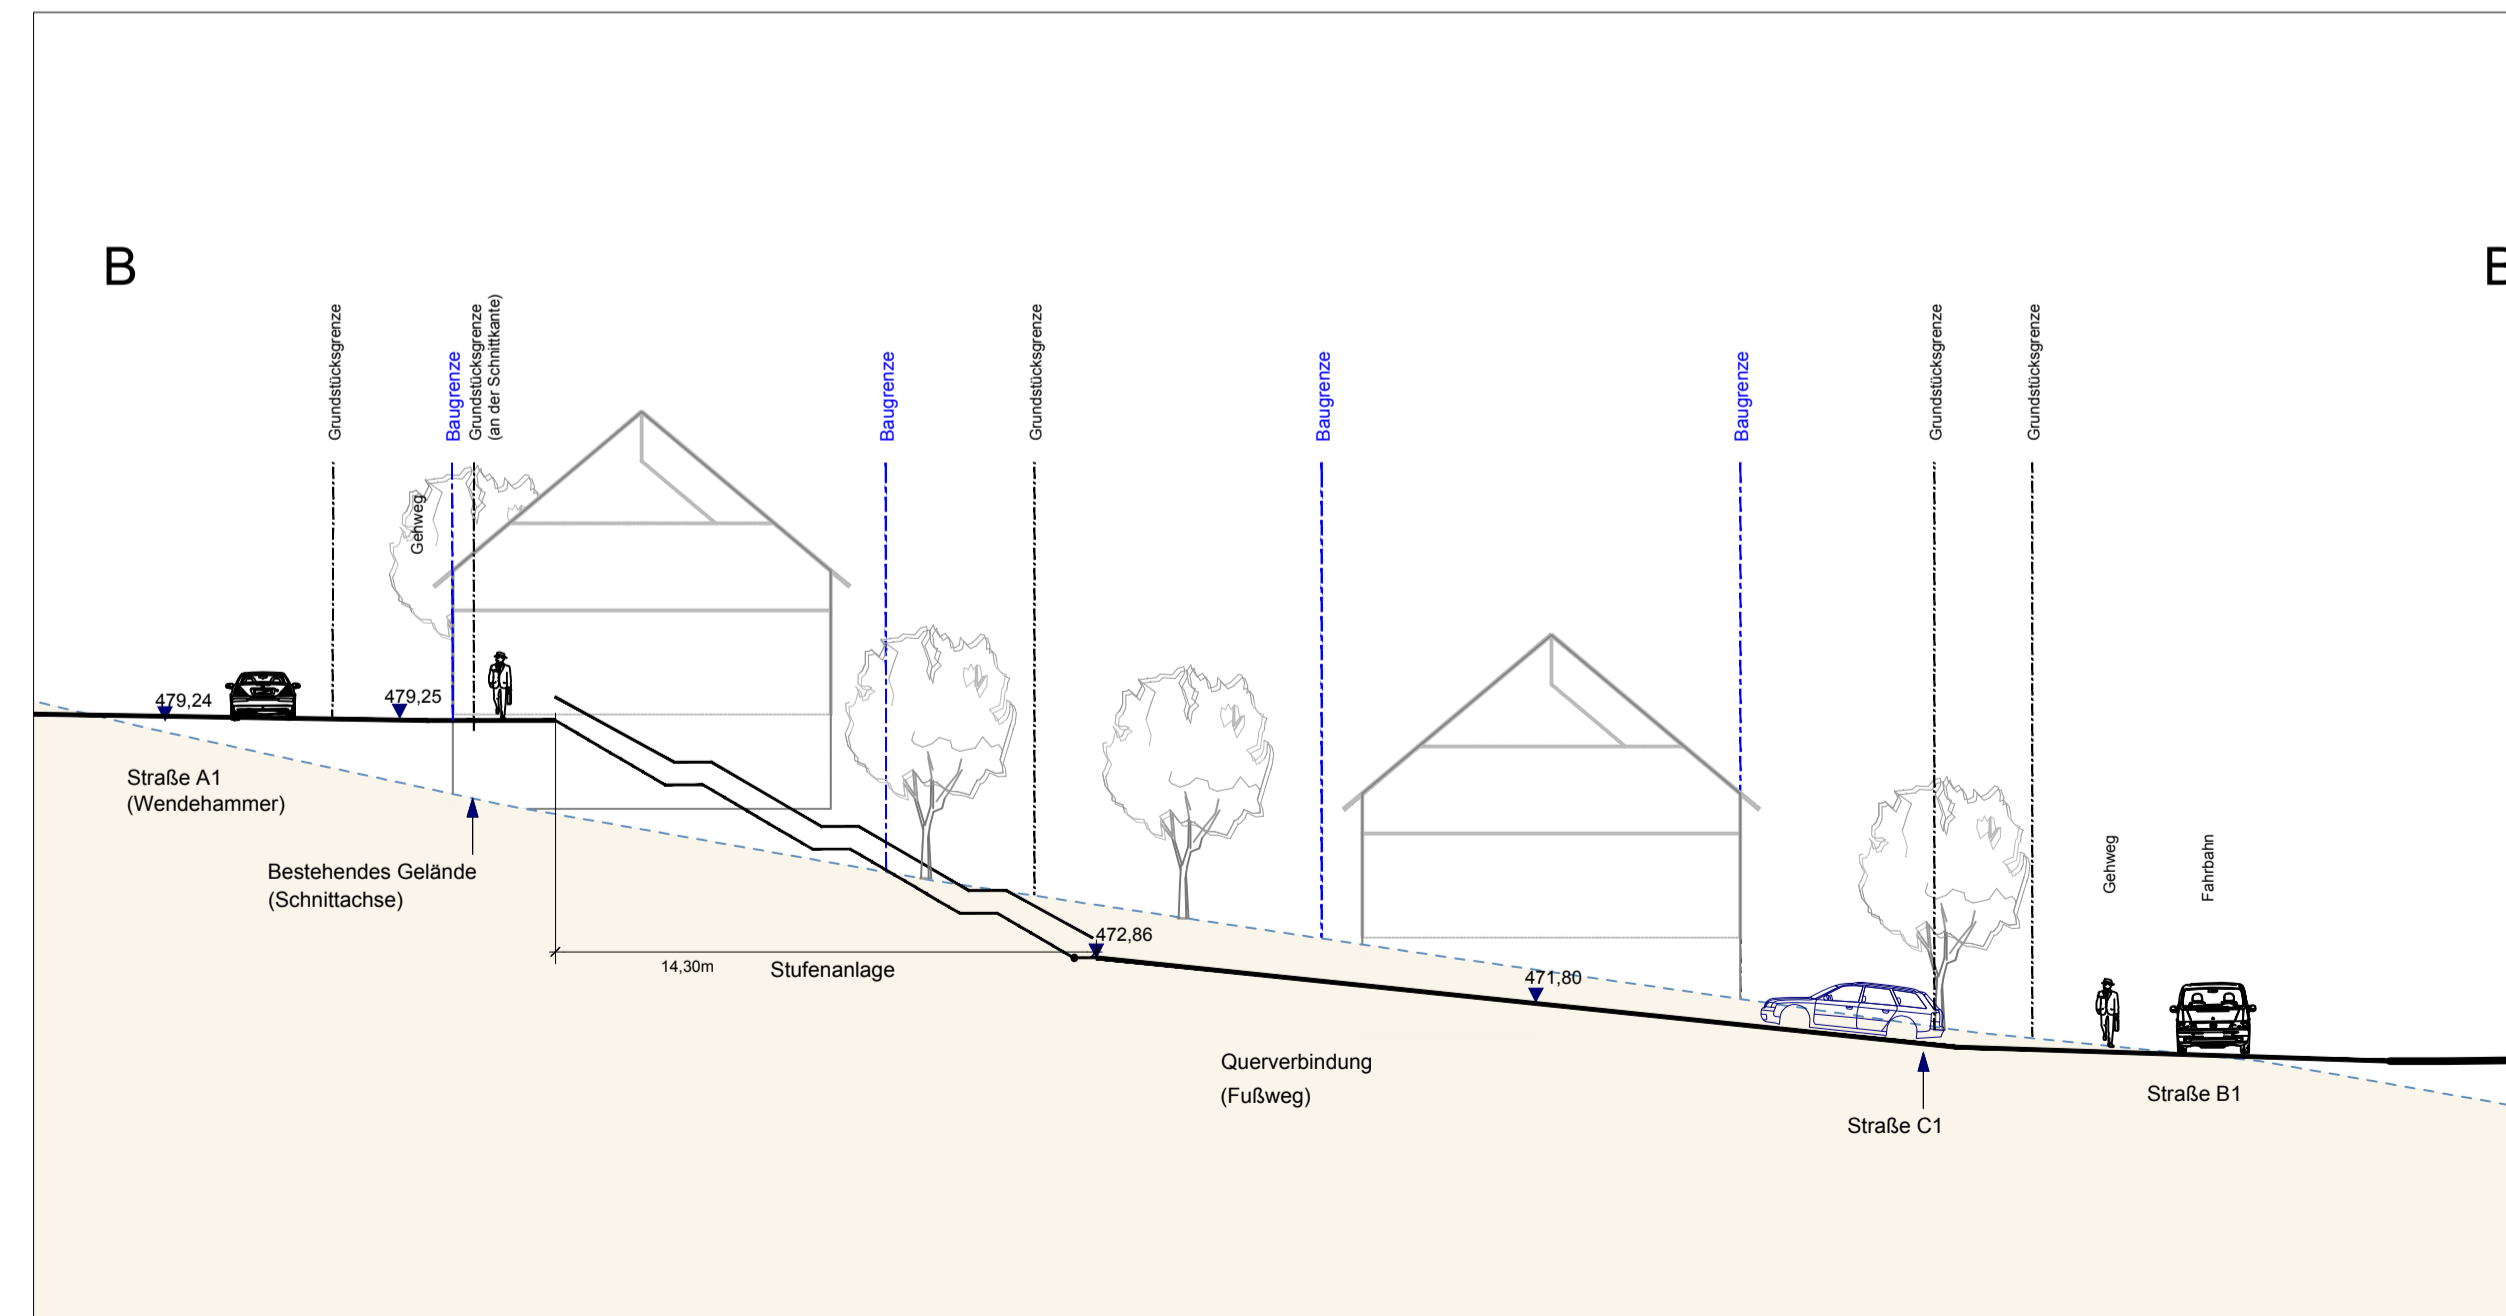 B
Grundstücksgrenze
Baugrenze
Grundstücksgrenze
(an der Schnittkante)
Baugrenze
Grundstücksgrenze
Baugrenze
Baugrenze
Grundstücksgrenze
Grundstücksgrenze
Gehweg
479,24
479,25
Straße A1
(Wendehammer)
Bestehendes Gelände
(Schnittachse)
14,30m
Stufenanlage
472,86
471,80
Querverbindung
(Fußweg)
Gehweg
Fahrbahn
Straße C1
Straße B1